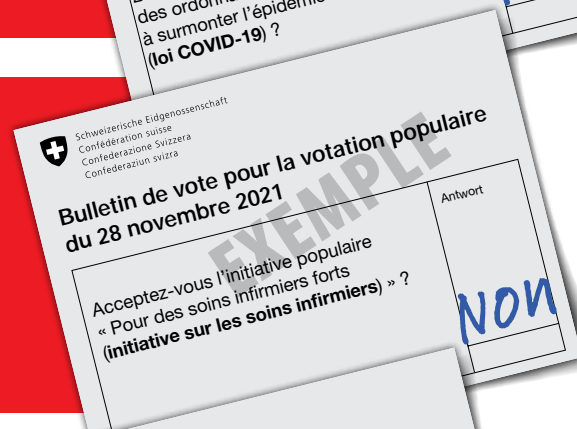 des ordonn
à surmonter l'épidémie
(loi COVID-19) ?
Schweizerische Eidgenossenschaft
Confédération suisse
Confederazione Svizzera
Confederaziun svizra
Bulletin de vote pour la votation populaire
du 28 novembre 2021
EXEMPLE
Antwort
Acceptez-vous l'initiative populaire
« Pour des soins infirmiers forts
(initiative sur les soins infirmiers) » ?
Non